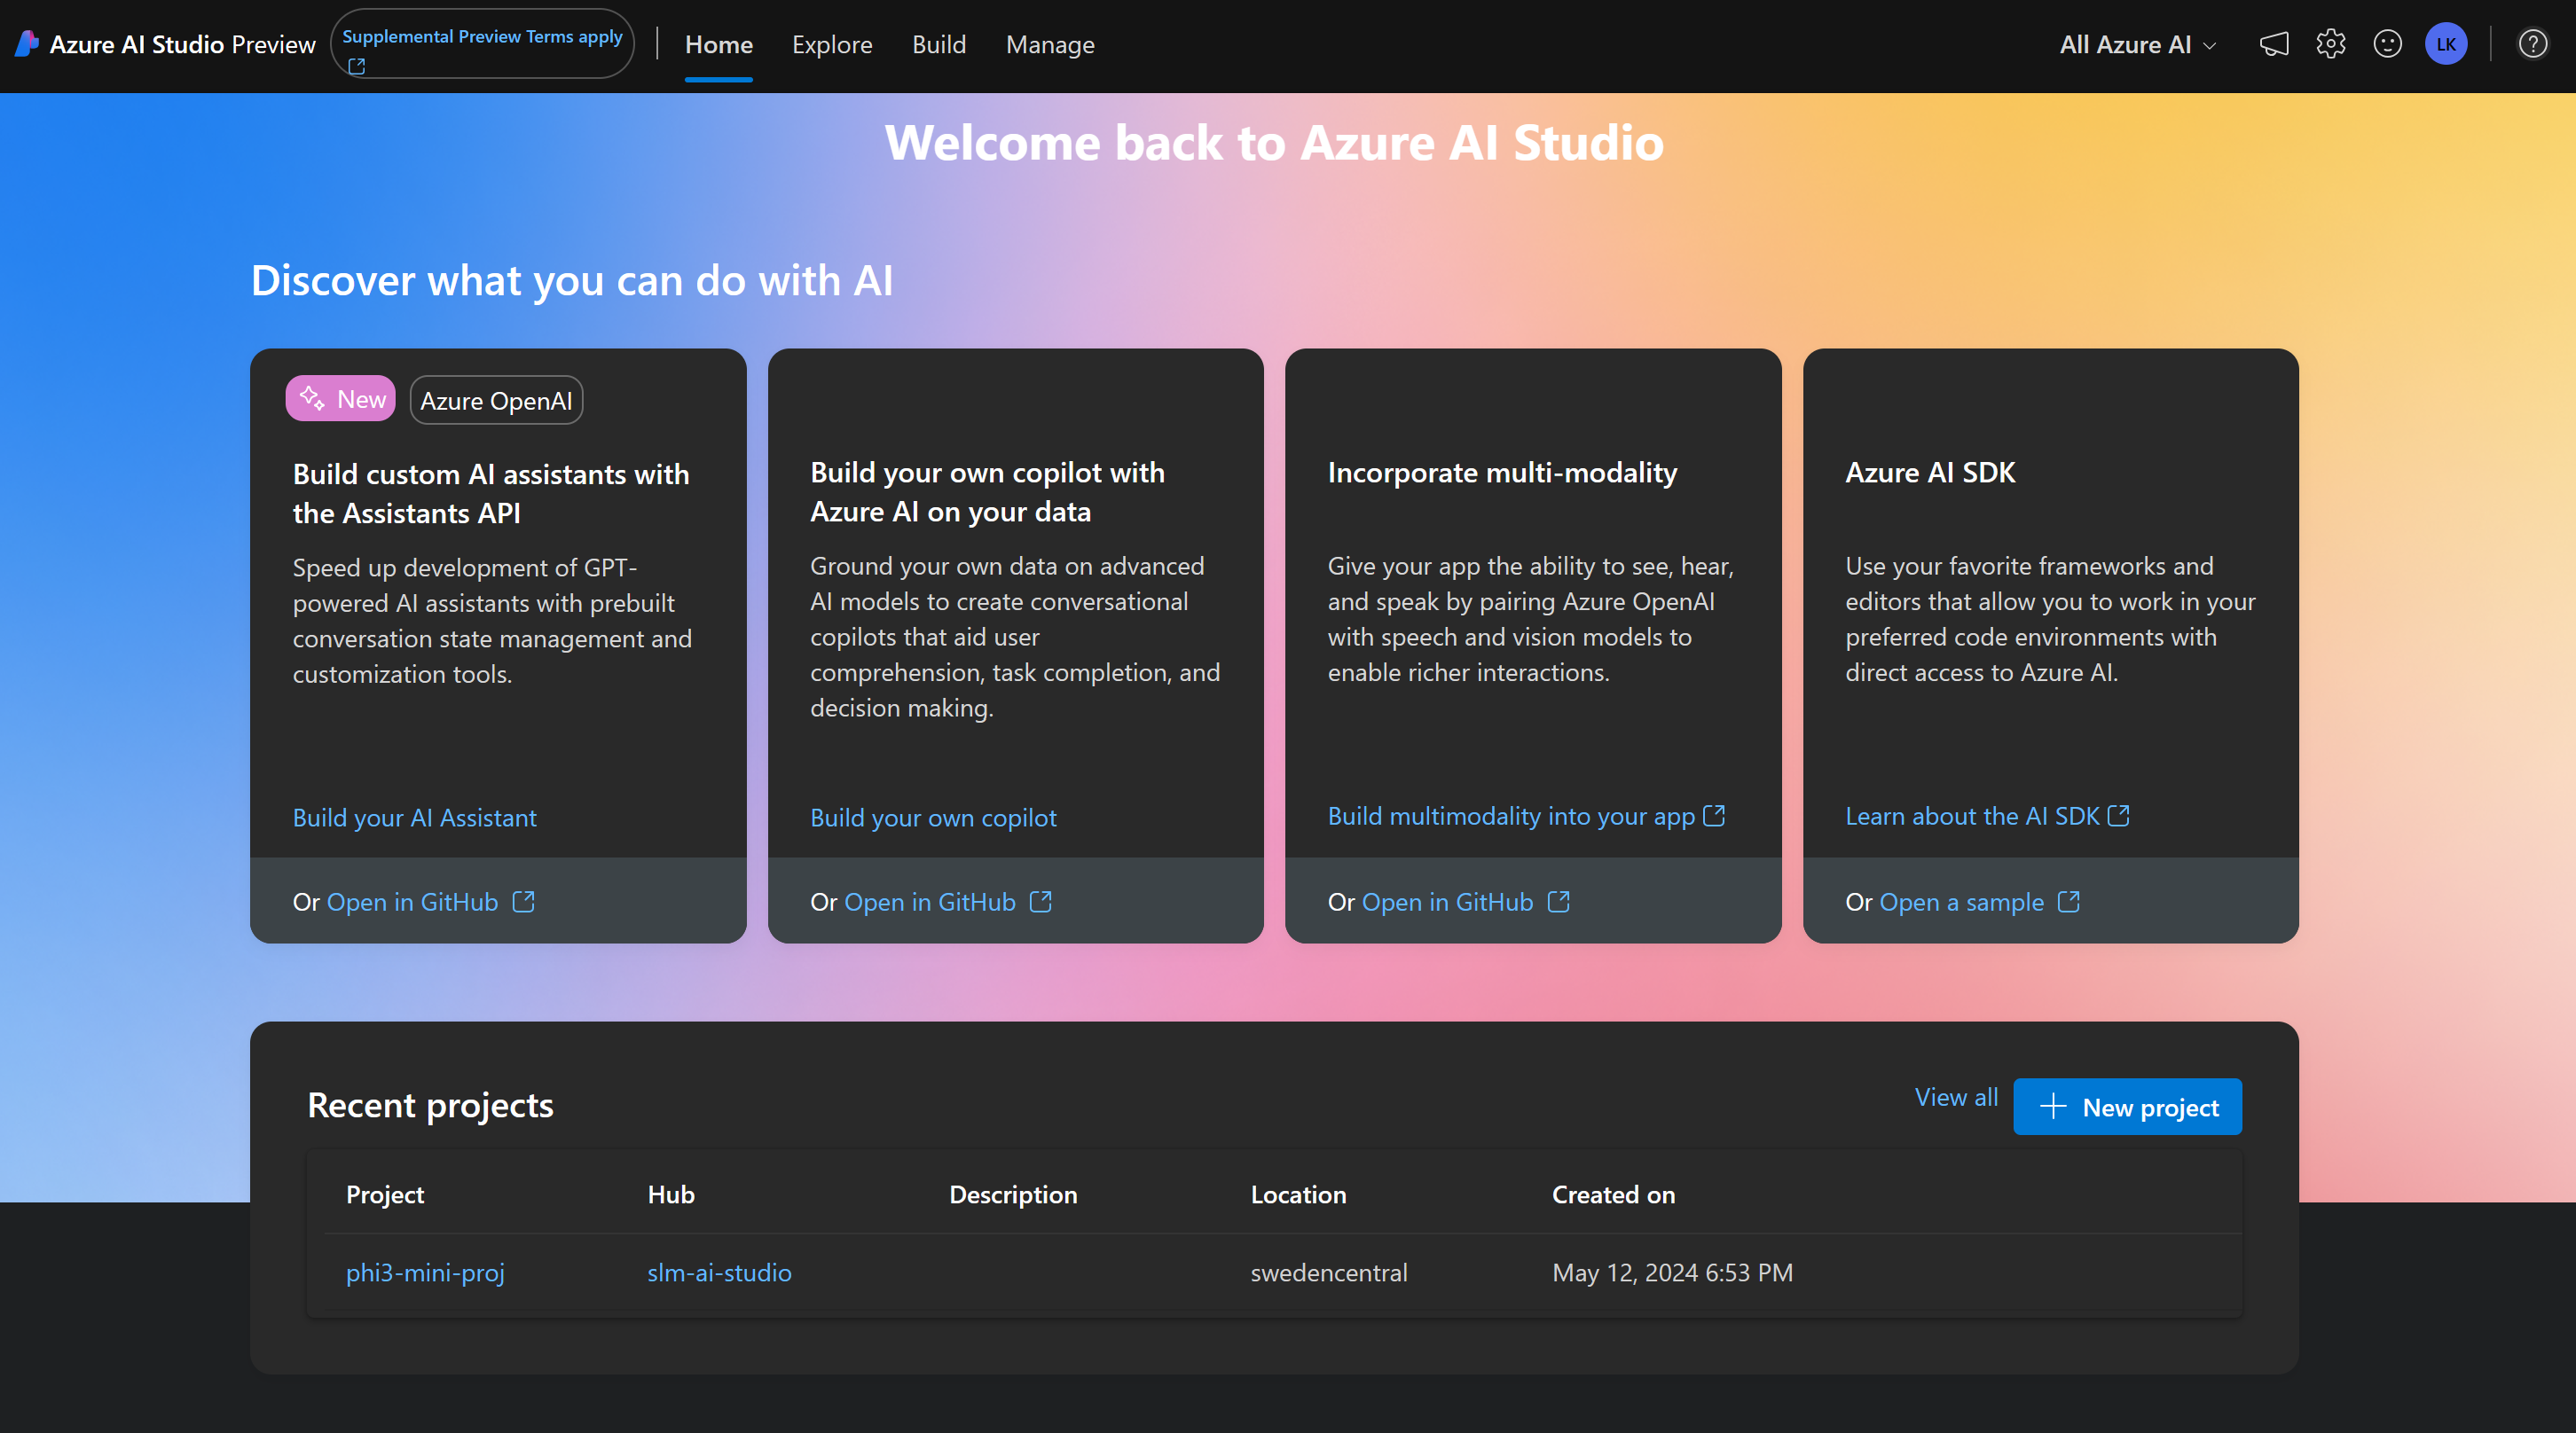 Azure AI Studio Preview
Supplemental Preview Terms apply
Home
Explore
Build
Manage
All Azure AI
LK
Welcome back to Azure AI Studio
Discover what you can do with AI
New
Azure OpenAI
Build custom AI assistants with
the Assistants API
Speed up development of GPT-
powered AI assistants with prebuilt
conversation state management and
customization tools.
Build your AI Assistant
Or Open in GitHub
Build your own copilot with
Azure AI on your data
Ground your own data on advanced
AI models to create conversational
copilots that aid user
comprehension, task completion, and
decision making.
Build your own copilot
Or Open in GitHub
Incorporate multi-modality
Give your app the ability to see, hear,
and speak by pairing Azure OpenAI
with speech and vision models to
enable richer interactions.
Build multimodality into your app
Or Open in GitHub
Azure AI SDK
Use your favorite frameworks and
editors that allow you to work in your
preferred code environments with
direct access to Azure AI.
Learn about the AI SDK
Or Open a sample
Recent projects
View all
New project
Project
Hub
Description
Location
Created on
phi3-mini-proj
slm-ai-studio
swedencentral
May 12, 2024 6:53 PM